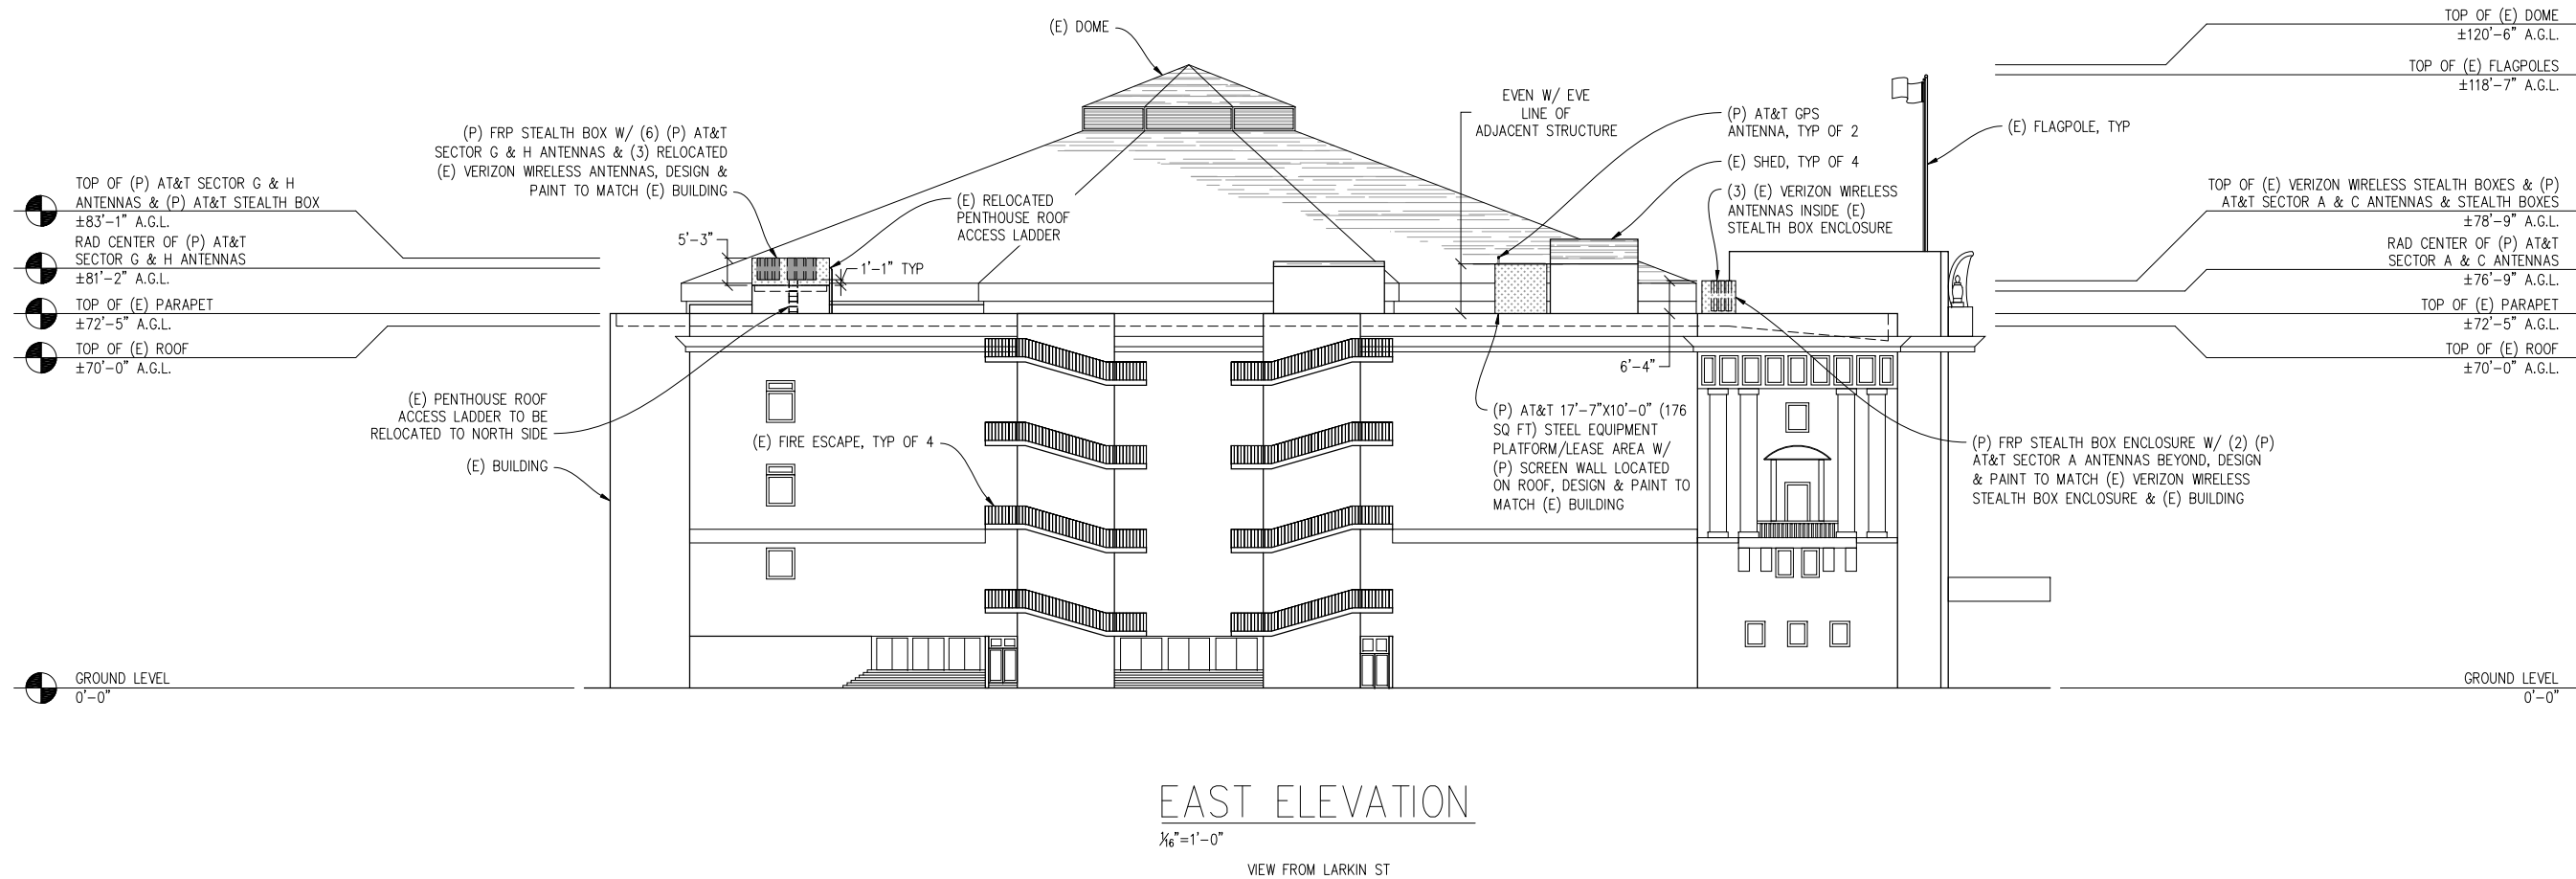 (E) DOME
TOP OF (E) DOME
±120'-6" A.G.L.
TOP OF (E) FLAGPOLES
±118'-7" A.G.L.
EVEN W/ EVE
LINE OF
ADJACENT STRUCTURE
(P) AT&T GPS
ANTENNA, TYP OF 2
(E) FLAGPOLE, TYP
(P) FRP STEALTH BOX W/ (6) (P) AT&T
SECTOR G & H ANTENNAS & (3) RELOCATED
(E) VERIZON WIRELESS ANTENNAS, DESIGN &
PAINT TO MATCH (E) BUILDING
(E) SHED, TYP OF 4
(3) (E) VERIZON WIRELESS
ANTENNAS INSIDE (E)
STEALTH BOX ENCLOSURE
TOP OF (P) AT&T SECTOR G & H
ANTENNAS & (P) AT&T STEALTH BOX
±83'-1" A.G.L.
RAD CENTER OF (P) AT&T
SECTOR G & H ANTENNAS
±81'-2" A.G.L.
TOP OF (E) PARAPET
±72'-5" A.G.L.
TOP OF (E) ROOF
±70'-0" A.G.L.
(E) RELOCATED
PENTHOUSE ROOF
ACCESS LADDER
5'-3"
1'-1" TYP
TOP OF (E) VERIZON WIRELESS STEALTH BOXES & (P)
AT&T SECTOR A & C ANTENNAS & STEALTH BOXES
±78'-9" A.G.L.
RAD CENTER OF (P) AT&T
SECTOR A & C ANTENNAS
±76'-9" A.G.L.
TOP OF (E) PARAPET
±72'-5" A.G.L.
TOP OF (E) ROOF
±70'-0" A.G.L.
6'-4"
(E) PENTHOUSE ROOF
ACCESS LADDER TO BE
RELOCATED TO NORTH SIDE
(E) BUILDING
(E) FIRE ESCAPE, TYP OF 4
(P) AT&T 17'-7"X10'-0" (176
SQ FT) STEEL EQUIPMENT
PLATFORM/LEASE AREA W/
(P) SCREEN WALL LOCATED
ON ROOF, DESIGN & PAINT TO
MATCH (E) BUILDING
(P) FRP STEALTH BOX ENCLOSURE W/ (2) (P)
AT&T SECTOR A ANTENNAS BEYOND, DESIGN
& PAINT TO MATCH (E) VERIZON WIRELESS
STEALTH BOX ENCLOSURE & (E) BUILDING
GROUND LEVEL
0'-0"
GROUND LEVEL
0'-0"
EAST ELEVATION
1/16"=1'-0"
VIEW FROM LARKIN ST